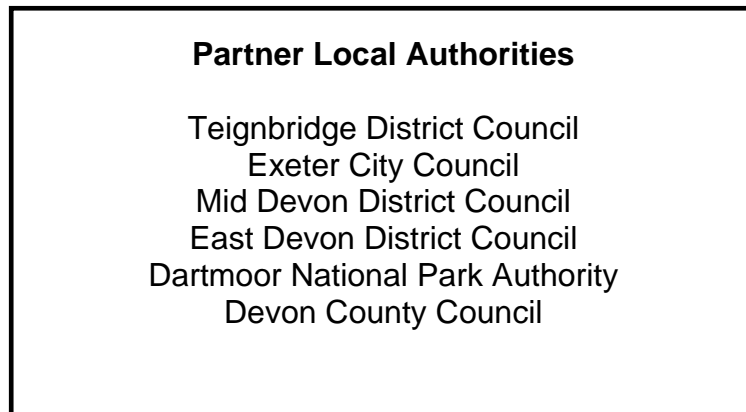 Partner Local Authorities
Teignbridge District Council
Exeter City Council
Mid Devon District Council
East Devon District Council
Dartmoor National Park Authority
Devon County Council